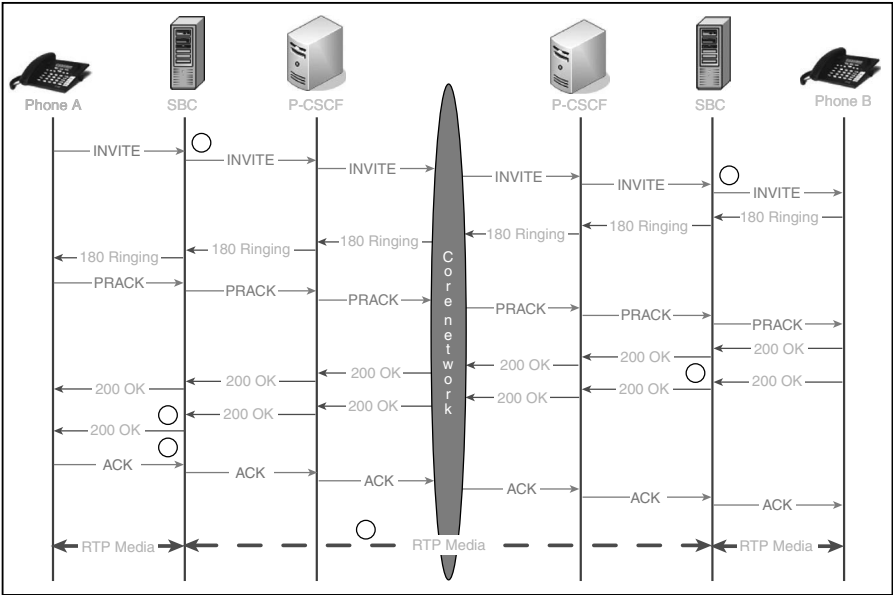 Phone A
SBC
P-CSCF
P-CSCF
SBC
Phone B
INVITE
INVITE
INVITE
INVITE
INVITE
INVITE
180 Ringing
180 Ringing
180 Ringing
180 Ringing
180 Ringing
180 Ringing
Core network
PRACK
PRACK
PRACK
PRACK
PRACK
PRACK
200 OK
200 OK
200 OK
200 OK
200 OK
200 OK
200 OK
200 OK
200 OK
200 OK
200 OK
200 OK
ACK
ACK
ACK
ACK
ACK
ACK
RTP Media
RTP Media
RTP Media